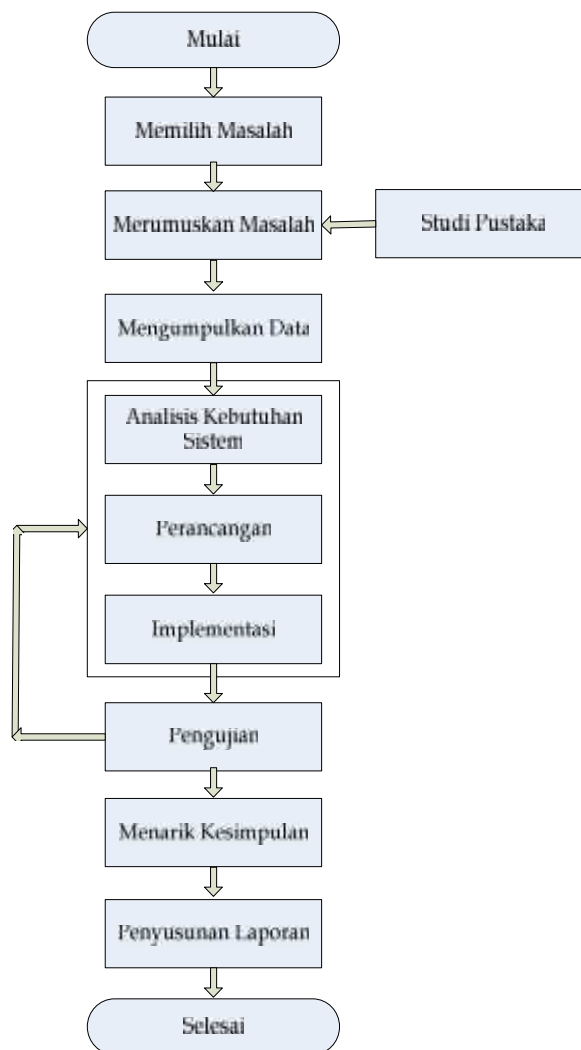 Mulai
Memilih Masalah
Merumuskan Masalah
Studi Pustaka
Mengumpulkan Data
Analisis Kebutuhan
Sistem
Perancangan
Implementasi
Pengujian
Menarik Kesimpulan
Penyusunan Laporan
Selesai